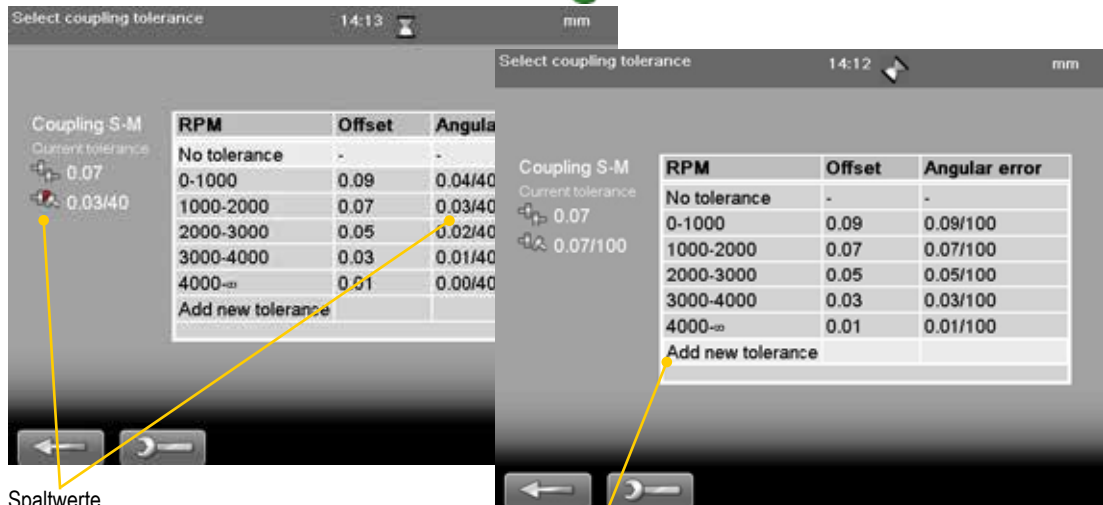 Select coupling tolerance 14:13 mm
Coupling S-M
Current tolerance
0.07
0.03/40
RPM Offset Angula
No tolerance - -
0-1000 0.09 0.04/40
1000-2000 0.07 0.03/40
2000-3000 0.05 0.02/40
3000-4000 0.03 0.01/40
4000-∞ 0.01 0.00/40
Add new tolerance
Spaltwerte
Select coupling tolerance 14:12 mm
Coupling S-M
Current tolerance
0.07
0.07/100
RPM Offset Angular error
No tolerance - -
0-1000 0.09 0.09/100
1000-2000 0.07 0.07/100
2000-3000 0.05 0.05/100
3000-4000 0.03 0.03/100
4000-∞ 0.01 0.01/100
Add new tolerance